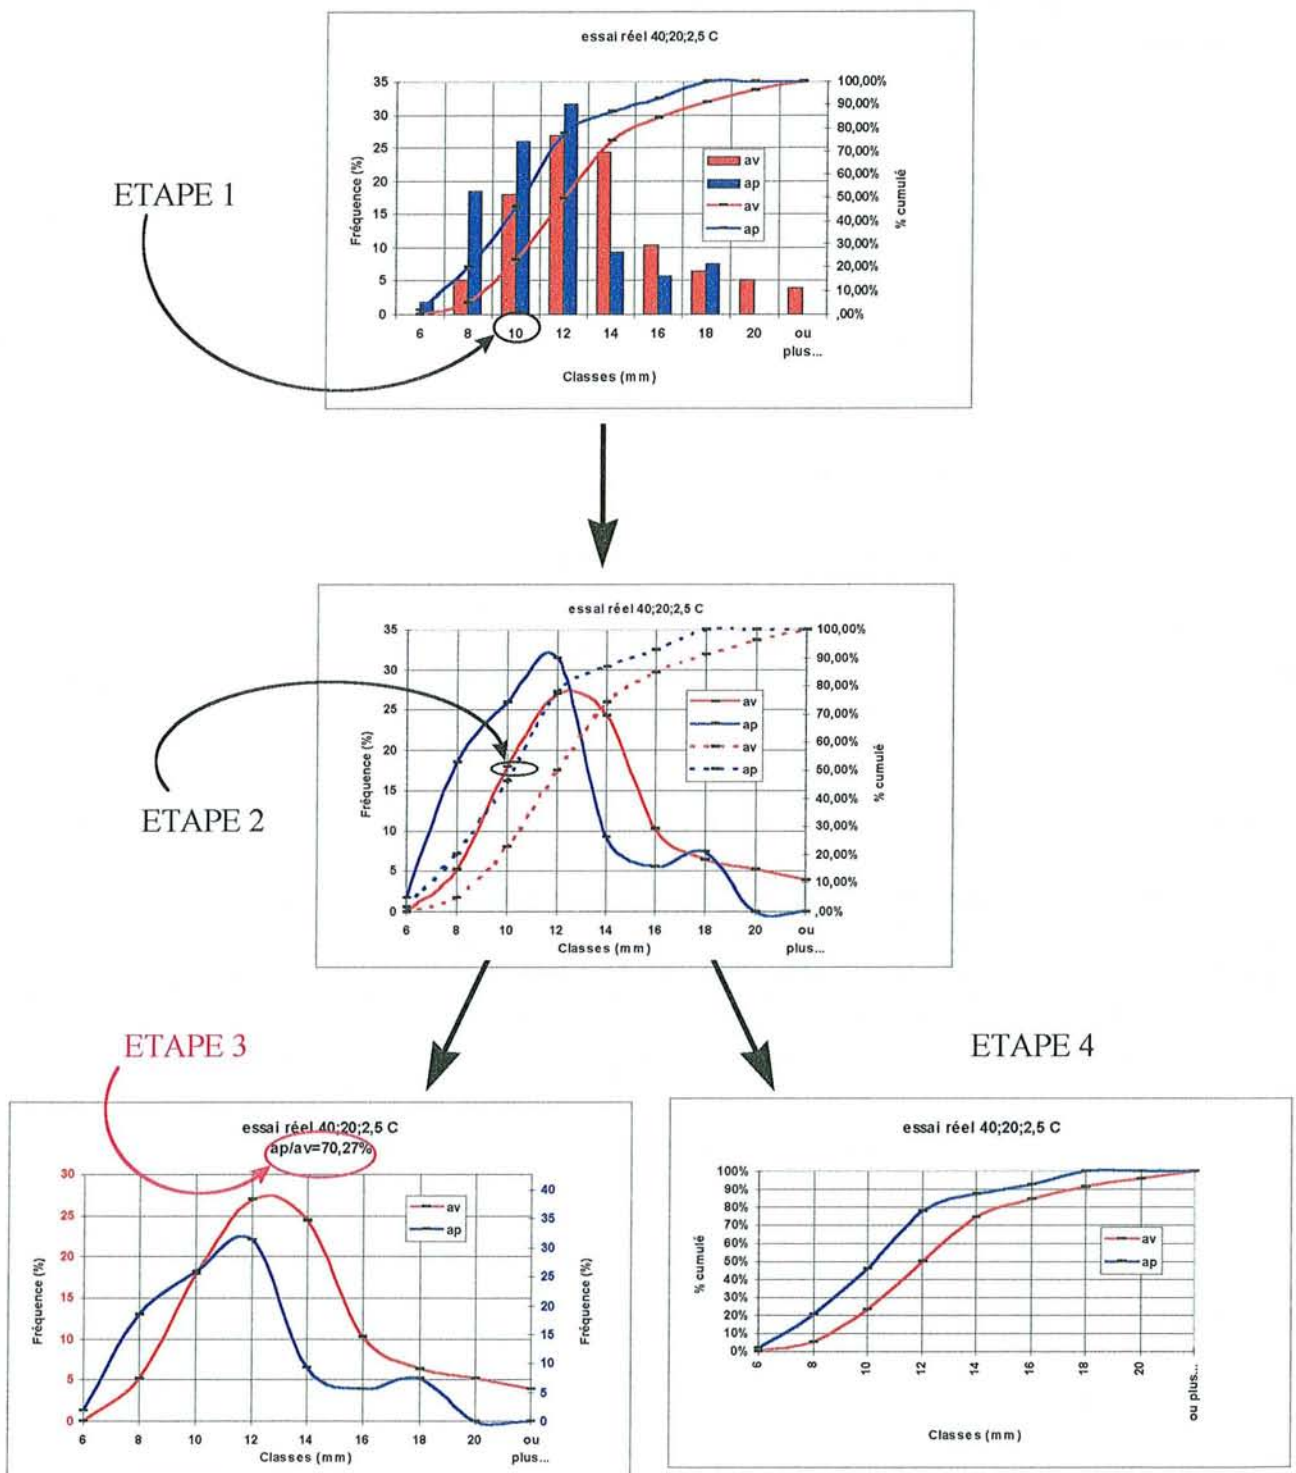 essai réel 40;20;2,5 C
ETAPE 1
Fréquence (%)
35
30
25
20
15
10
5
0
100,00%
90,00%
80,00%
70,00%
60,00%
50,00%
40,00%
30,00%
20,00%
10,00%
,00%
% cumulé
av
ap
av
ap
6 8 10 12 14 16 18 20 ou
plus...
Classes (mm)
essai réel 40;20;2,5 C
ETAPE 2
Fréquence (%)
35
30
25
20
15
10
5
0
100,00%
90,00%
80,00%
70,00%
60,00%
50,00%
40,00%
30,00%
20,00%
10,00%
,00%
% cumulé
av
ap
av
ap
6 8 10 12 14 16 18 20 ou
Classes (mm) plus...
ETAPE 3
essai réel 40;20;2,5 C
ap/av=70,27%
Fréquence (%)
30
25
20
15
10
5
0
40
35
30
25
20
15
10
5
0
Fréquence (%)
av
ap
6 8 10 12 14 16 18 20 ou
Classes (mm) plus...
ETAPE 4
essai réel 40;20;2,5 C
% cumulé
100%
90%
80%
70%
60%
50%
40%
30%
20%
10%
0%
av
ap
6 8 10 12 14 16 18 20 ou plus...
Classes (mm)